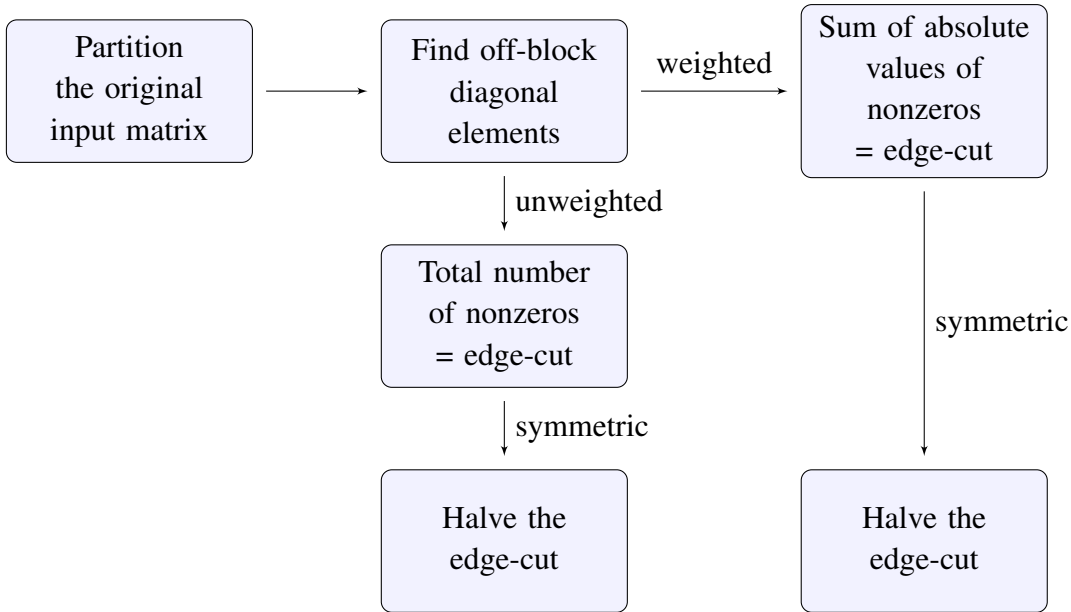 Partition
the original
input matrix
Find off-block
diagonal
elements
weighted
Sum of absolute
values of
nonzeros
= edge-cut
unweighted
Total number
of nonzeros
= edge-cut
symmetric
symmetric
Halve the
edge-cut
Halve the
edge-cut